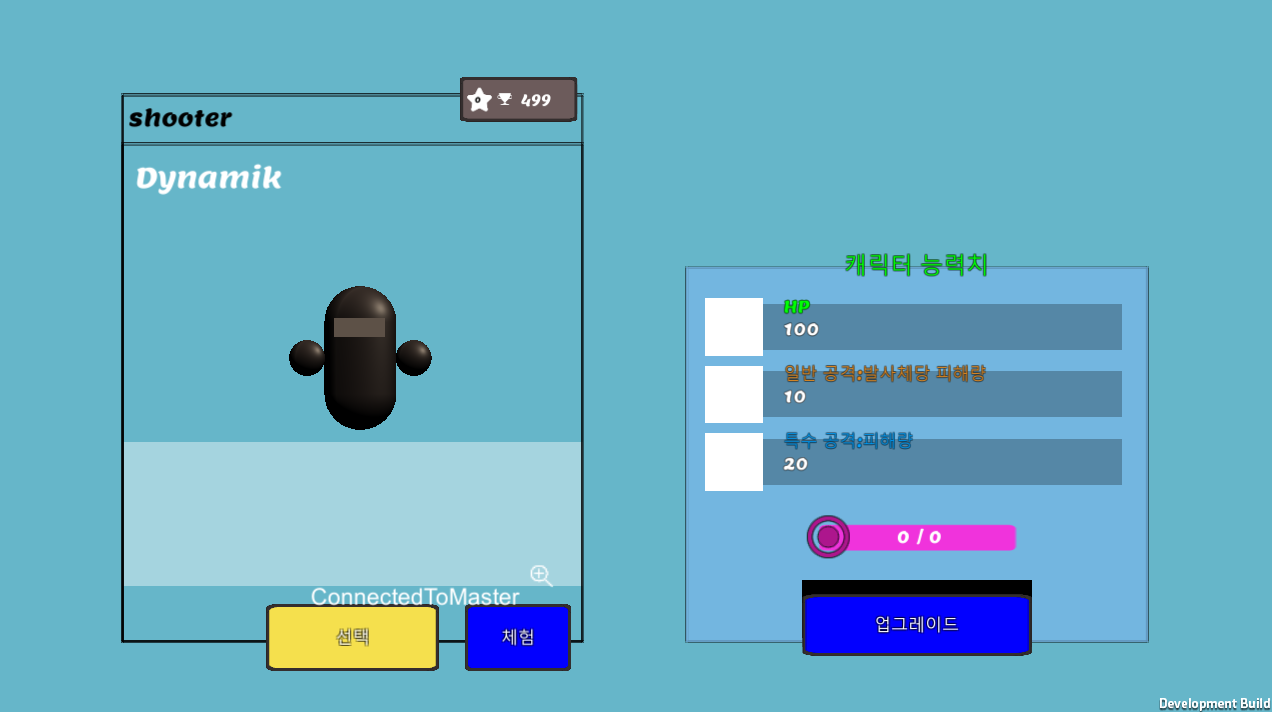 0 499
shooter
Dynamik
캐릭터 능력치
HP
100
일반 공격:발사체당 피해량
10
특수 공격:피해량
20
0 / 0
ConnectedToMaster
선택
체험
업그레이드
Development Build